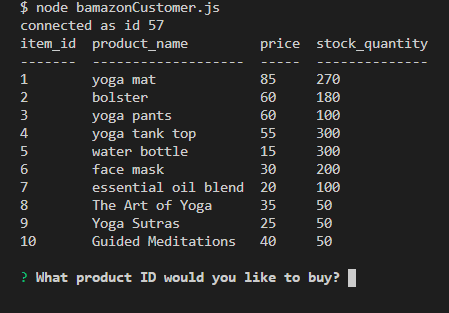 $ node bamazonCustomer.js
connected as id 57
item_id  product_name         price  stock_quantity
-------  -------------------  -----  --------------
1        yoga mat             85     270
2        bolster              60     180
3        yoga pants           60     100
4        yoga tank top        55     300
5        water bottle         15     300
6        face mask            30     200
7        essential oil blend  20     100
8        The Art of Yoga      35     50
9        Yoga Sutras          25     50
10       Guided Meditations   40     50
? What product ID would you like to buy?